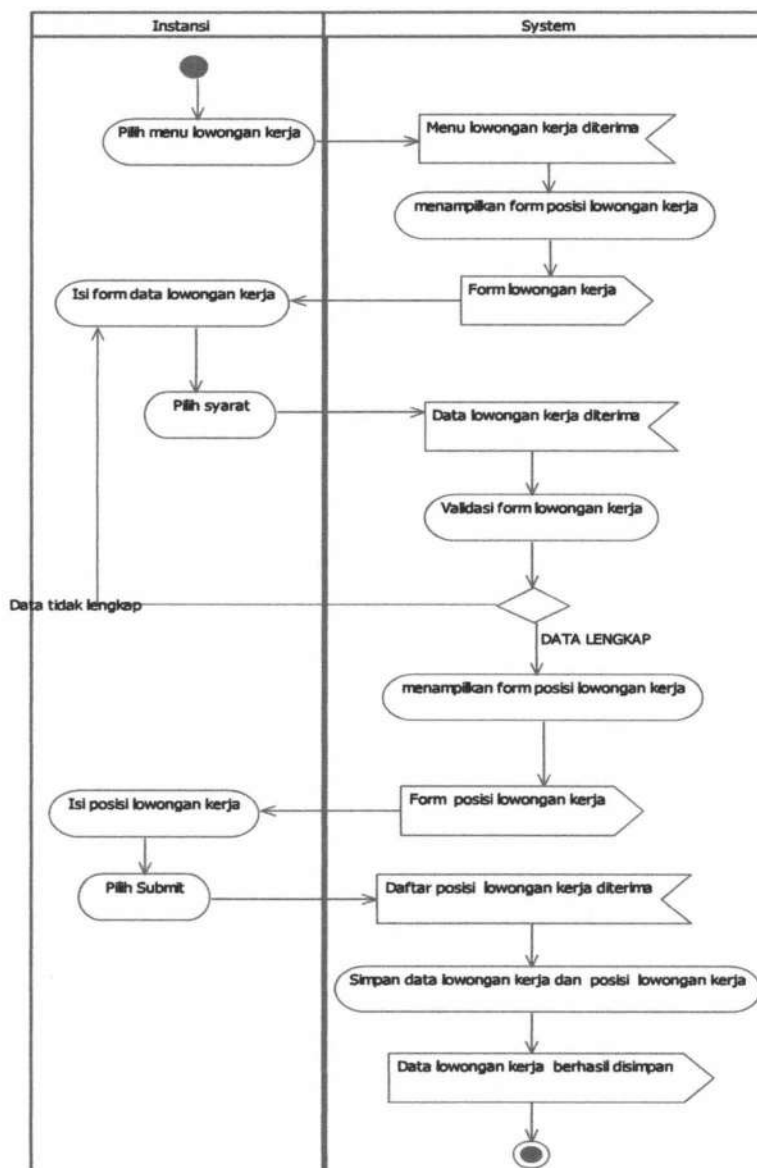 Instansi
System
Pilih menu lowongan kerja
Menu lowongan kerja diterima
menampilkan form posisi lowongan kerja
Isi form data lowongan kerja
Form lowongan kerja
Pilih syarat
Data lowongan kerja diterima
Validasi form lowongan kerja
Data tidak lengkap
DATA LENGKAP
menampilkan form posisi lowongan kerja
Isi posisi lowongan kerja
Form posisi lowongan kerja
Pilih Submit
Daftar posisi lowongan kerja diterima
Simpan data lowongan kerja dan posisi lowongan kerja
Data lowongan kerja berhasil disimpan